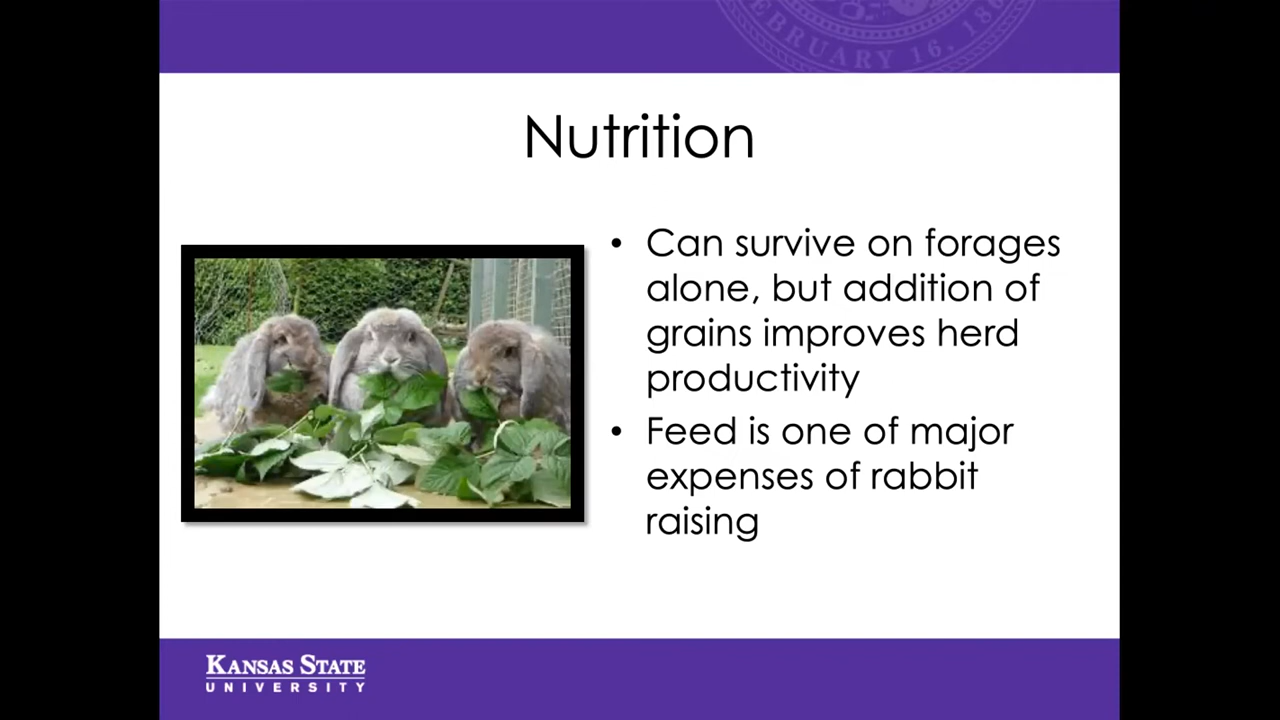 FEBRUARY 16, 186
Nutrition
• Can survive on forages
alone, but addition of
grains improves herd
productivity
• Feed is one of major
expenses of rabbit
raising
KANSAS STATE
UNIVERSITY